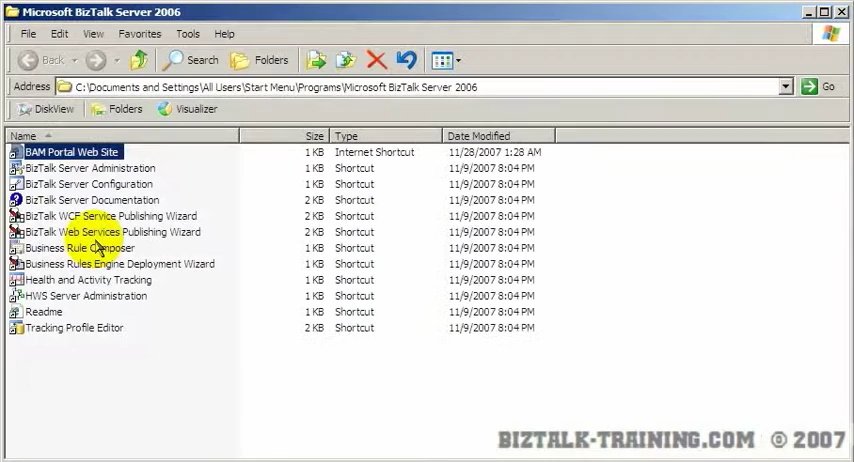 Microsoft BizTalk Server 2006
File Edit View Favorites Tools Help
Back Search Folders
Address C:\Documents and Settings\All Users\Start Menu\Programs\Microsoft BizTalk Server 2006 Go
DiskView Folders Visualizer
Name Size Type Date Modified
BAM Portal Web Site 1 KB Internet Shortcut 11/28/2007 1:28 AM
BizTalk Server Administration 1 KB Shortcut 11/9/2007 8:04 PM
BizTalk Server Configuration 1 KB Shortcut 11/9/2007 8:04 PM
BizTalk Server Documentation 2 KB Shortcut 11/9/2007 8:04 PM
BizTalk WCF Service Publishing Wizard 2 KB Shortcut 11/9/2007 8:04 PM
BizTalk Web Services Publishing Wizard 2 KB Shortcut 11/9/2007 8:04 PM
Business Rule Composer 1 KB Shortcut 11/9/2007 8:04 PM
Business Rules Engine Deployment Wizard 1 KB Shortcut 11/9/2007 8:04 PM
Health and Activity Tracking 1 KB Shortcut 11/9/2007 8:04 PM
HWS Server Administration 1 KB Shortcut 11/9/2007 8:04 PM
Readme 1 KB Shortcut 11/9/2007 8:04 PM
Tracking Profile Editor 2 KB Shortcut 11/9/2007 8:04 PM
BIZTALK-TRAINING.COM © 2007